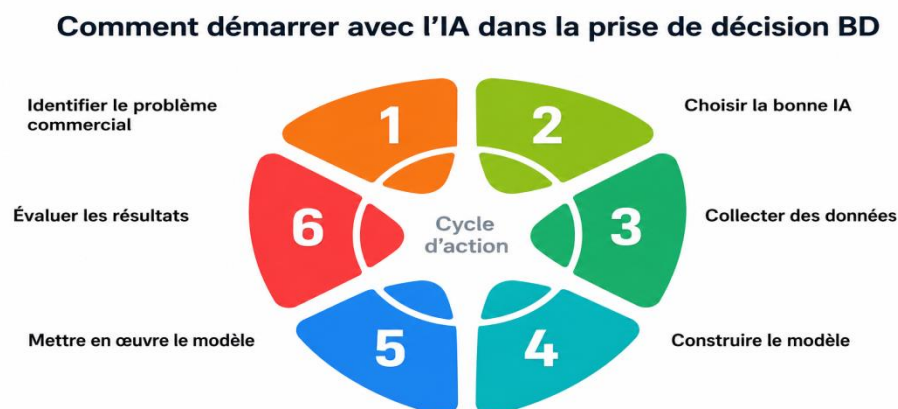 Comment démarrer avec l’IA dans la prise de décision BD
Identifier le problème
commercial
1
2
Choisir la bonne IA
Évaluer les résultats
6
Cycle
d’action
3
Collecter des données
Mettre en œuvre le modèle
5
4
Construire le modèle